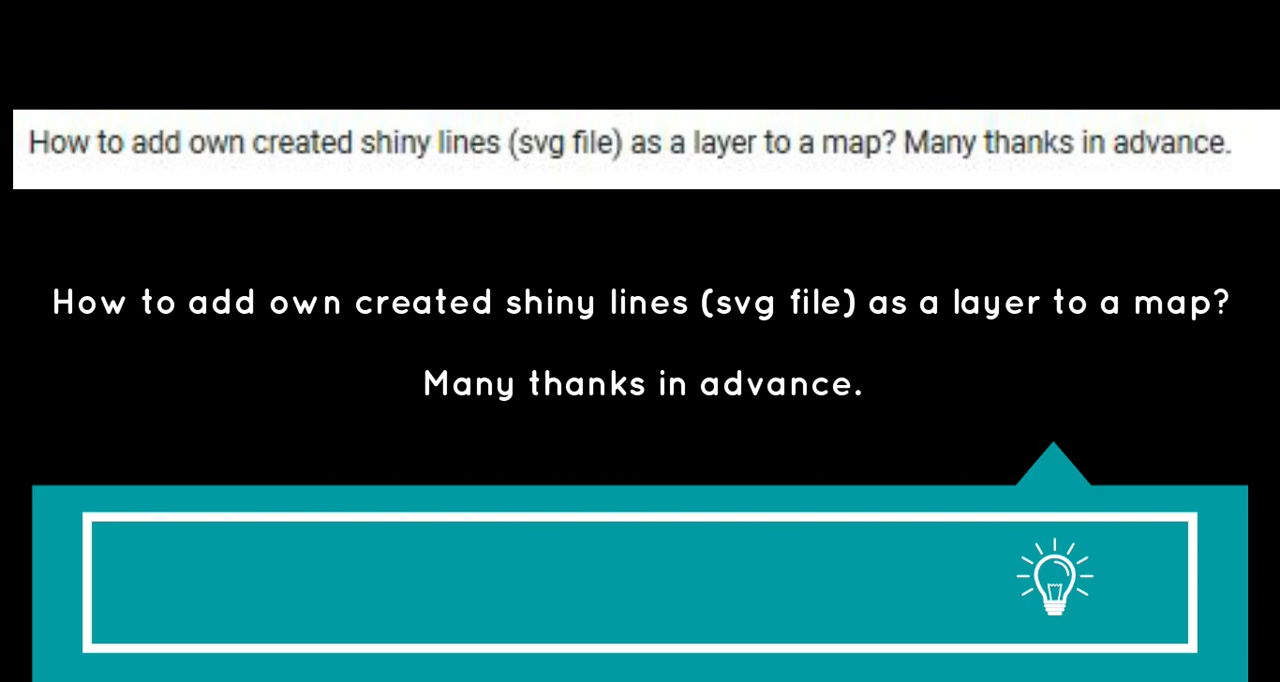 How to add own created shiny lines (svg file) as a layer to a map? Many thanks in advance.
How to add own created shiny lines (svg file) as a layer to a map?
Many thanks in advance.